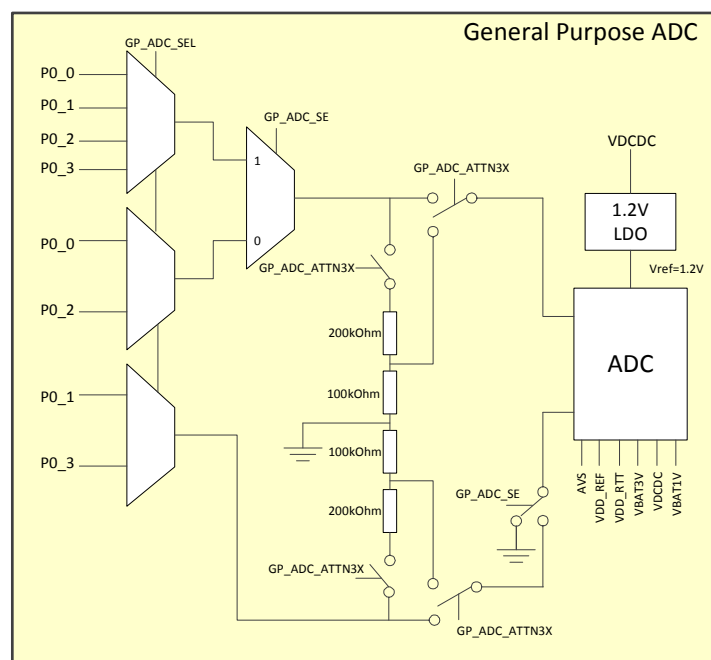 General Purpose ADC
GP_ADC_SEL
P0_0
P0_1
P0_2
P0_3
GP_ADC_SE
1
0
P0_0
P0_2
P0_1
P0_3
GP_ADC_ATTN3X
VDCDC
1.2V
LDO
Vref=1.2V
GP_ADC_ATTN3X
200kOhm
100kOhm
100kOhm
200kOhm
ADC
AVS
VDD_REF
VDD_RTT
VBAT3V
VDCDC
VBAT1V
GP_ADC_SE
GP_ADC_ATTN3X
GP_ADC_ATTN3X